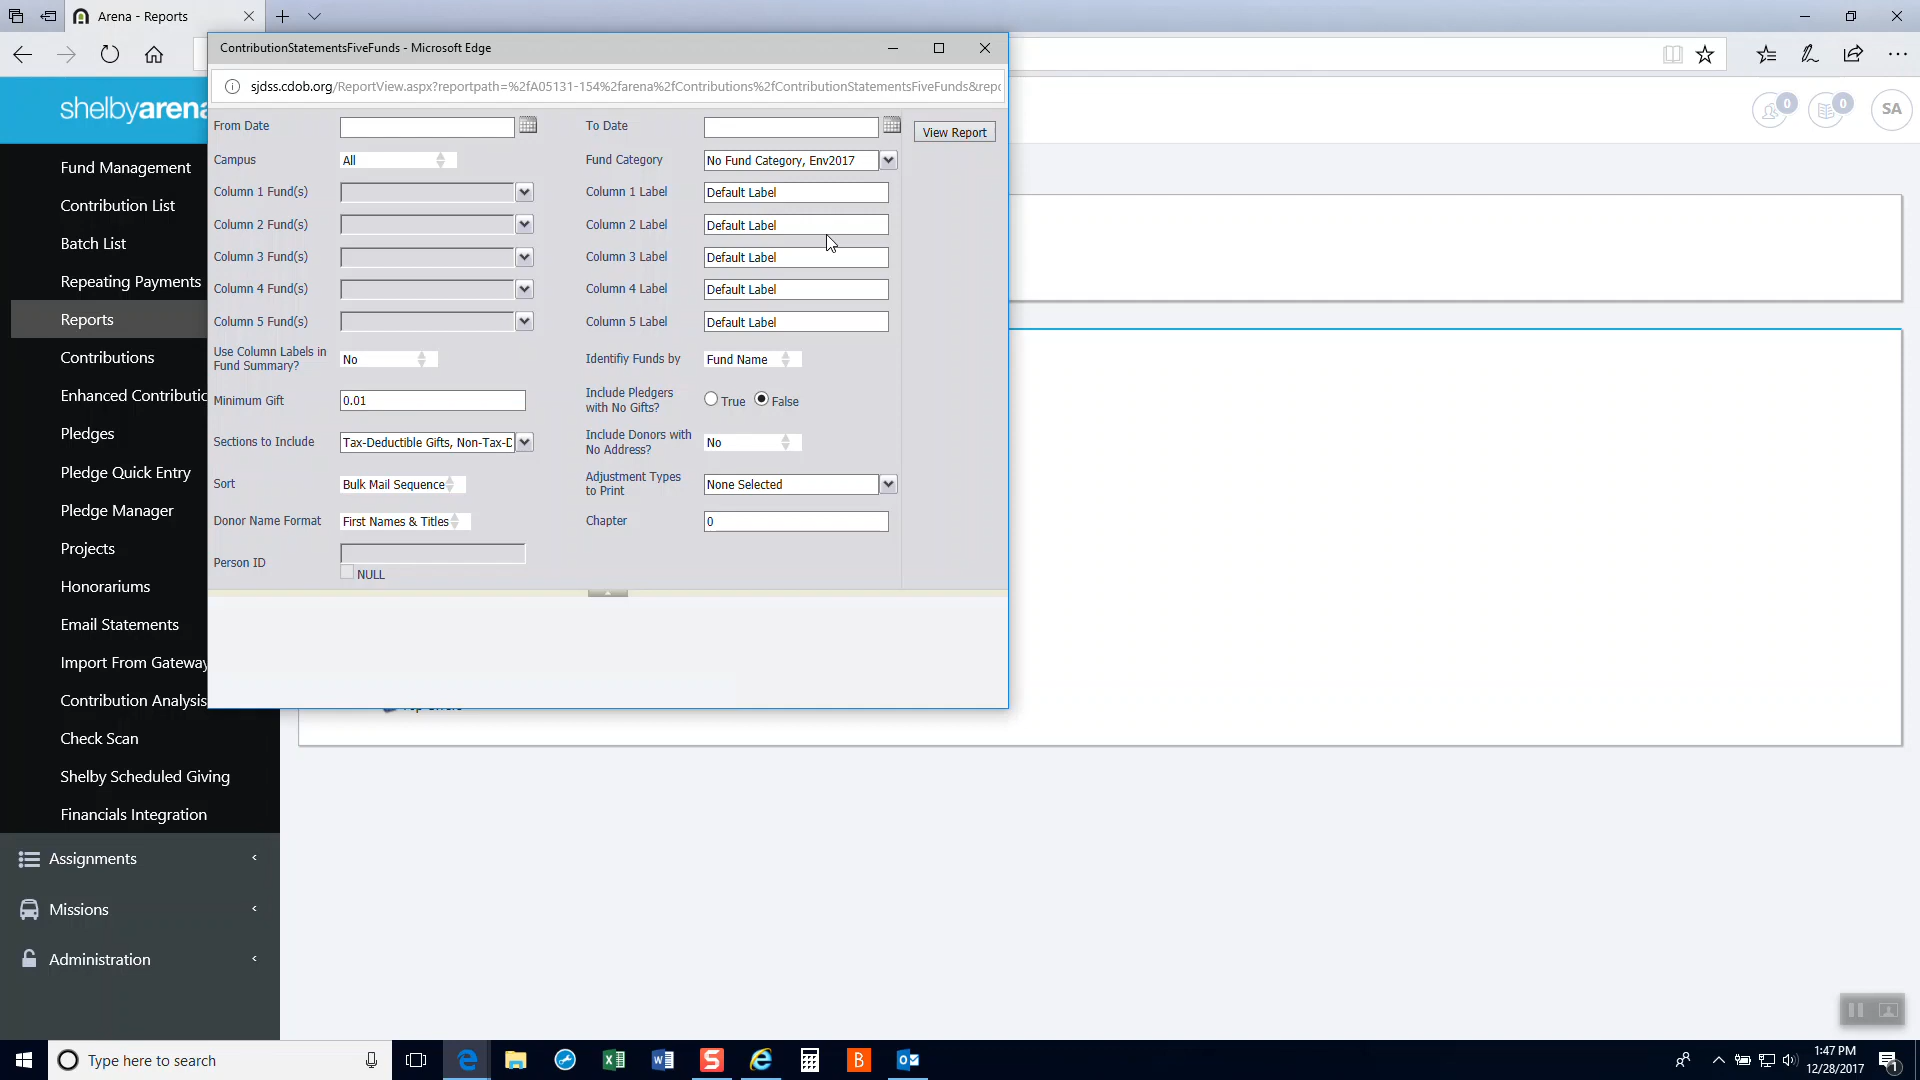 Arena - Reports
ContributionStatementsFiveFunds - Microsoft Edge
sjdss.cdob.org/ReportView.aspx?reportpath=%2fA05131-154%2farena%2fContributions%2fContributionStatementsFiveFunds&repo
shelbyarena
0
0
SA
From Date
To Date
View Report
Campus
All
Fund Category
No Fund Category, Env2017
Column 1 Fund(s)
Column 1 Label
Default Label
Column 2 Fund(s)
Column 2 Label
Default Label
Column 3 Fund(s)
Column 3 Label
Default Label
Column 4 Fund(s)
Column 4 Label
Default Label
Column 5 Fund(s)
Column 5 Label
Default Label
Use Column Labels in
Fund Summary?
No
Identifiy Funds by
Fund Name
Minimum Gift
0.01
Include Pledgers
with No Gifts?
True
False
Sections to Include
Tax-Deductible Gifts, Non-Tax-D
Include Donors with
No Address?
No
Sort
Bulk Mail Sequence
Adjustment Types
to Print
None Selected
Donor Name Format
First Names & Titles
Chapter
0
Person ID
NULL
Fund Management
Contribution List
Batch List
Repeating Payments
Reports
Contributions
Enhanced Contributio
Pledges
Pledge Quick Entry
Pledge Manager
Projects
Honorariums
Email Statements
Import From Gateway
Contribution Analysis
Check Scan
Shelby Scheduled Giving
Financials Integration
Assignments
Missions
Administration
Type here to search
1:47 PM
12/28/2017
1